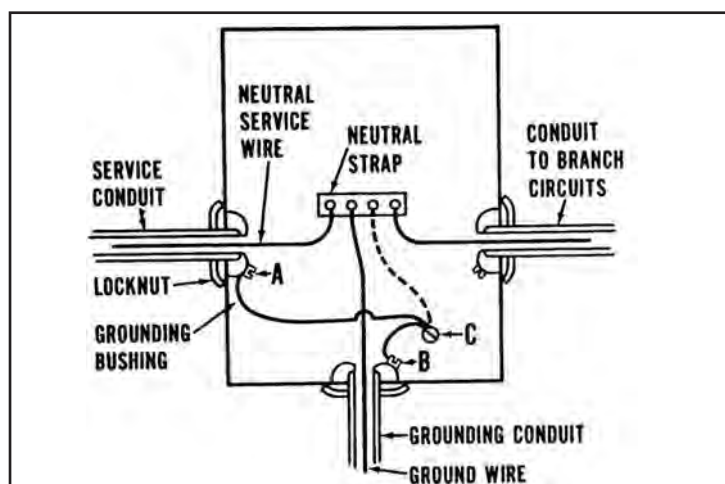 NEUTRAL
SERVICE
WIRE
NEUTRAL
STRAP
CONDUIT
TO BRANCH
CIRCUITS
SERVICE
CONDUIT
LOCKNUT
A
GROUNDING
BUSHING
C
B
GROUNDING CONDUIT
GROUND WIRE